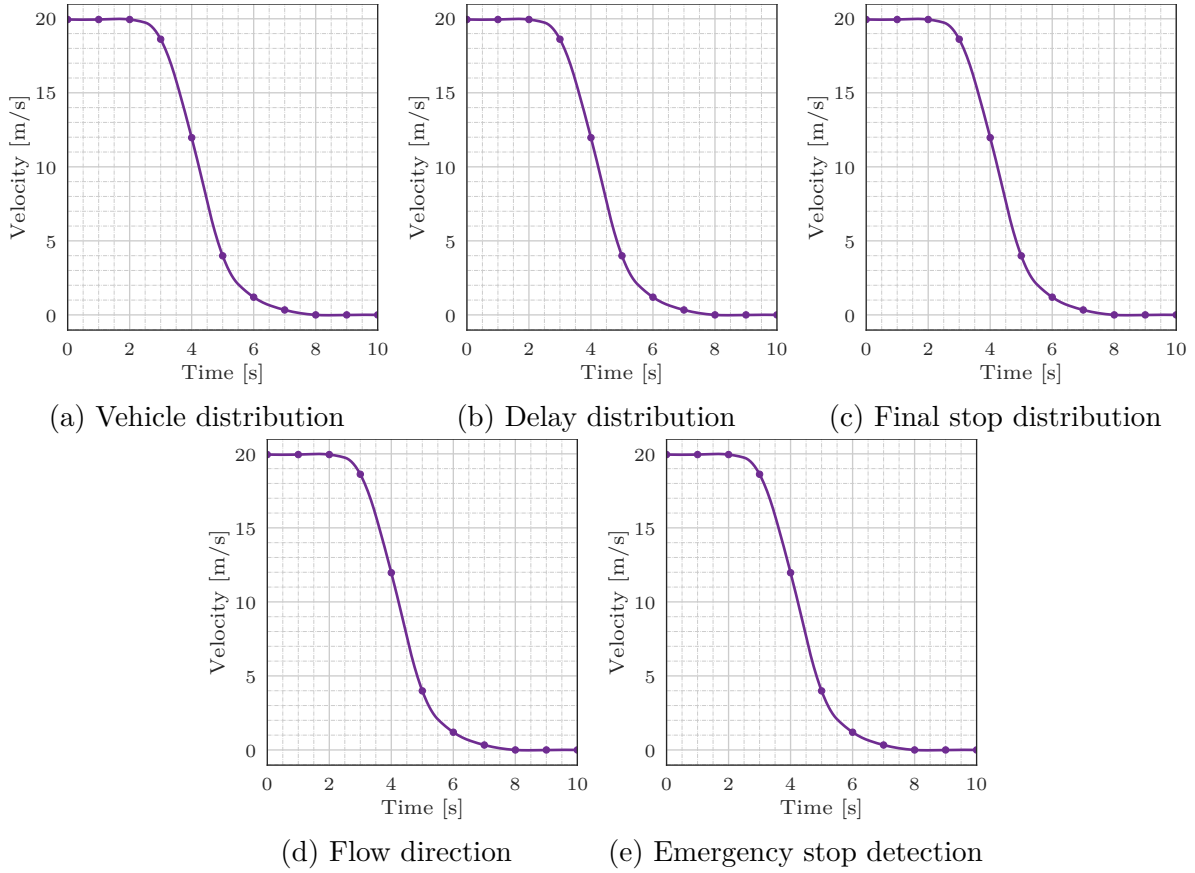 20
15
10
5
0
Velocity [m/s]
0 2 4 6 8 10
Time [s]
(a) Vehicle distribution
20
15
10
5
0
Velocity [m/s]
0 2 4 6 8 10
Time [s]
(b) Delay distribution
20
15
10
5
0
Velocity [m/s]
0 2 4 6 8 10
Time [s]
(c) Final stop distribution
20
15
10
5
0
Velocity [m/s]
0 2 4 6 8 10
Time [s]
(d) Flow direction
20
15
10
5
0
Velocity [m/s]
0 2 4 6 8 10
Time [s]
(e) Emergency stop detection